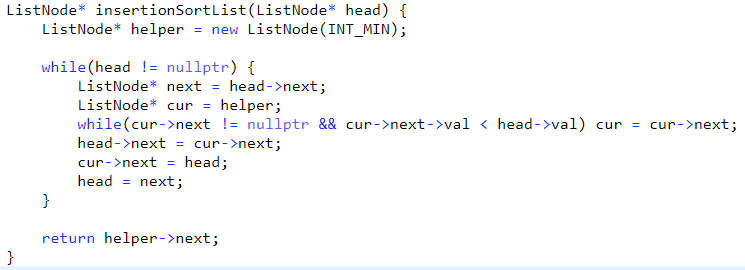 ListNode* insertionSortList(ListNode* head) {
    ListNode* helper = new ListNode(INT_MIN);

    while(head != nullptr) {
        ListNode* next = head->next;
        ListNode* cur = helper;
        while(cur->next != nullptr && cur->next->val < head->val) cur = cur->next;
        head->next = cur->next;
        cur->next = head;
        head = next;
    }

    return helper->next;
}